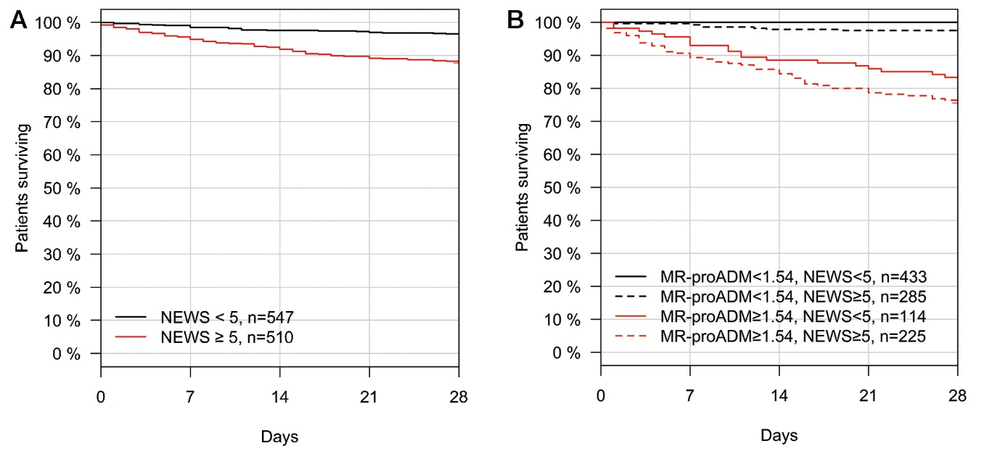 A
Patients surviving
100 %
90 %
80 %
70 %
60 %
50 %
40 %
30 %
20 %
10 %
0 %
NEWS < 5, n=547
NEWS ≥ 5, n=510
0 7 14 21 28
Days
B
Patients surviving
100 %
90 %
80 %
70 %
60 %
50 %
40 %
30 %
20 %
10 %
0 %
MR-proADM<1.54, NEWS<5, n=433
MR-proADM<1.54, NEWS≥5, n=285
MR-proADM≥1.54, NEWS<5, n=114
MR-proADM≥1.54, NEWS≥5, n=225
0 7 14 21 28
Days